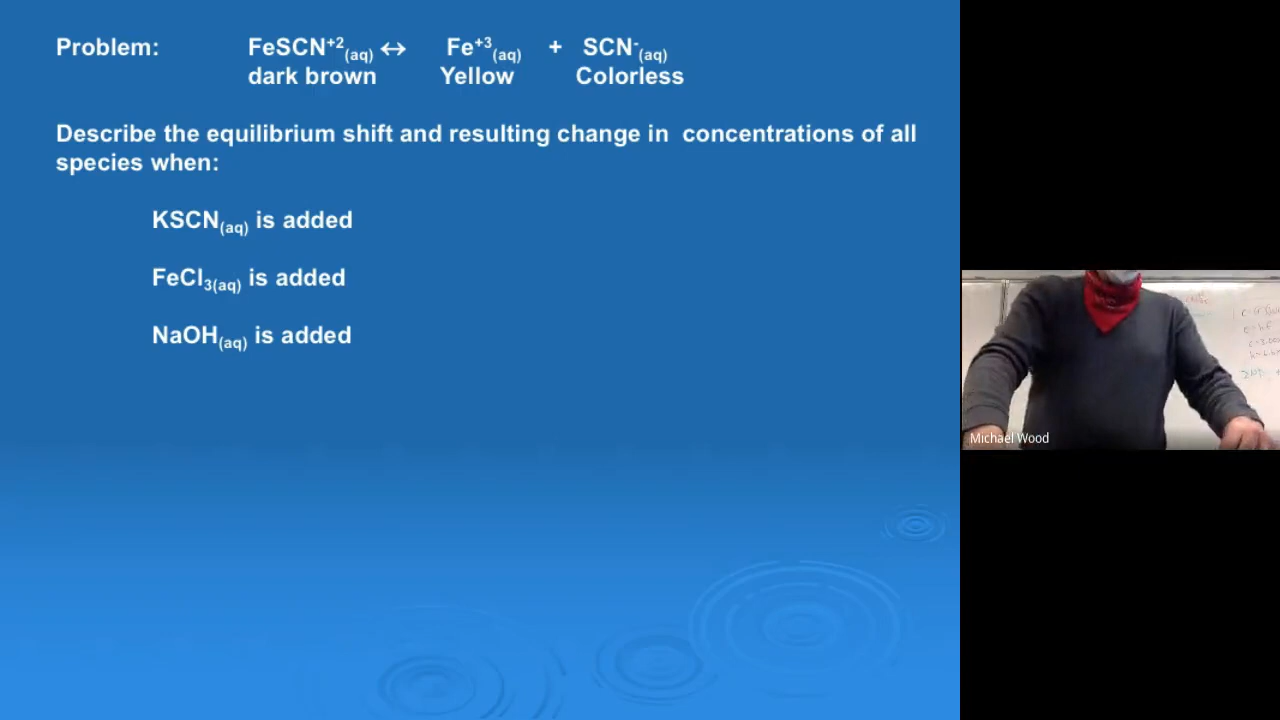 Problem: FeSCN⁺²(aq) ↔ Fe⁺³(aq) + SCN⁻(aq)
dark brown Yellow Colorless
Describe the equilibrium shift and resulting change in concentrations of all
species when:
KSCN(aq) is added
FeCl₃(aq) is added
NaOH(aq) is added
Michael Wood